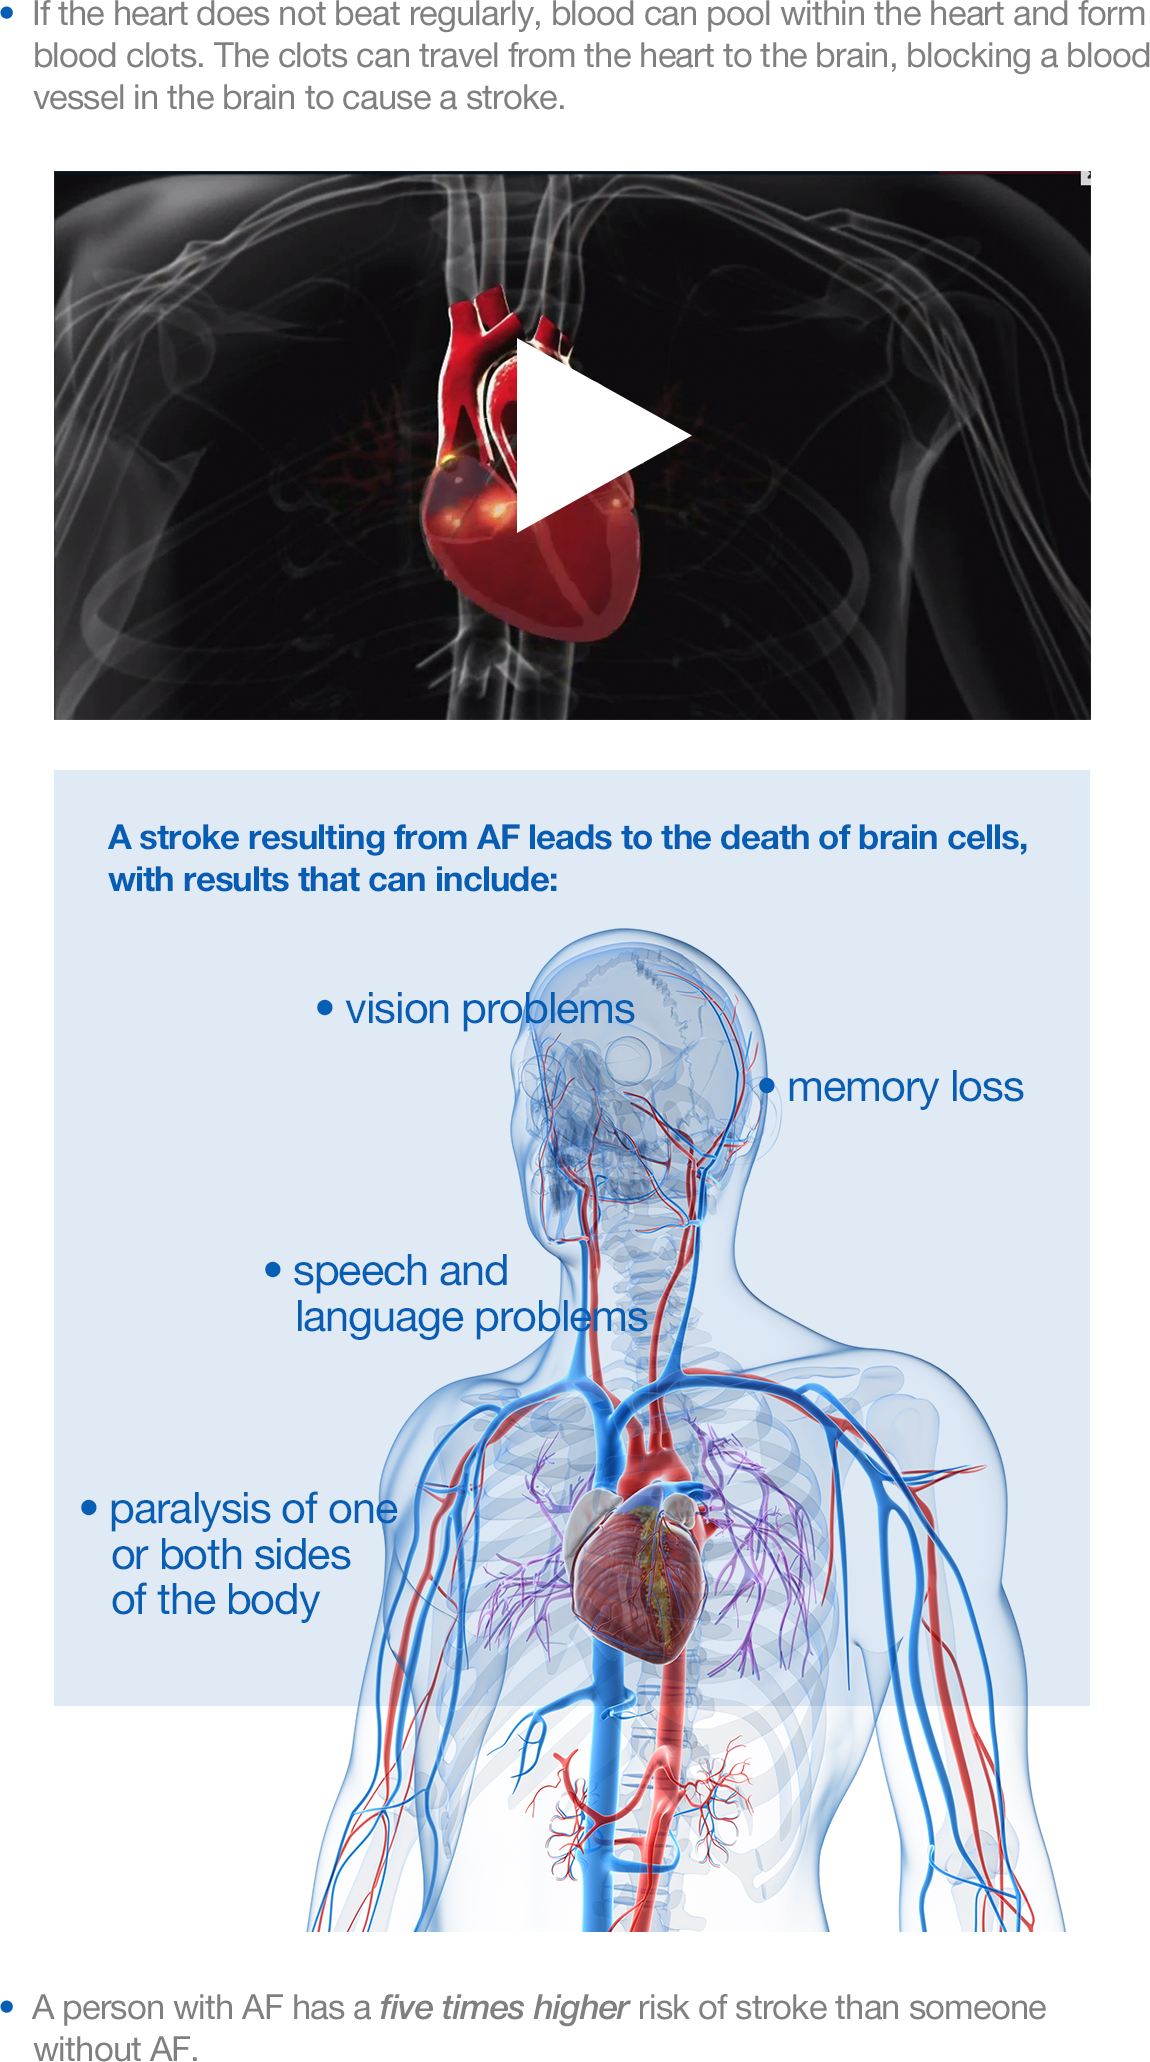 • If the heart does not beat regularly, blood can pool within the heart and form
blood clots. The clots can travel from the heart to the brain, blocking a blood
vessel in the brain to cause a stroke.
A stroke resulting from AF leads to the death of brain cells,
with results that can include:
• vision problems
• memory loss
• speech and
language problems
• paralysis of one
or both sides
of the body
• A person with AF has a five times higher risk of stroke than someone
without AF.